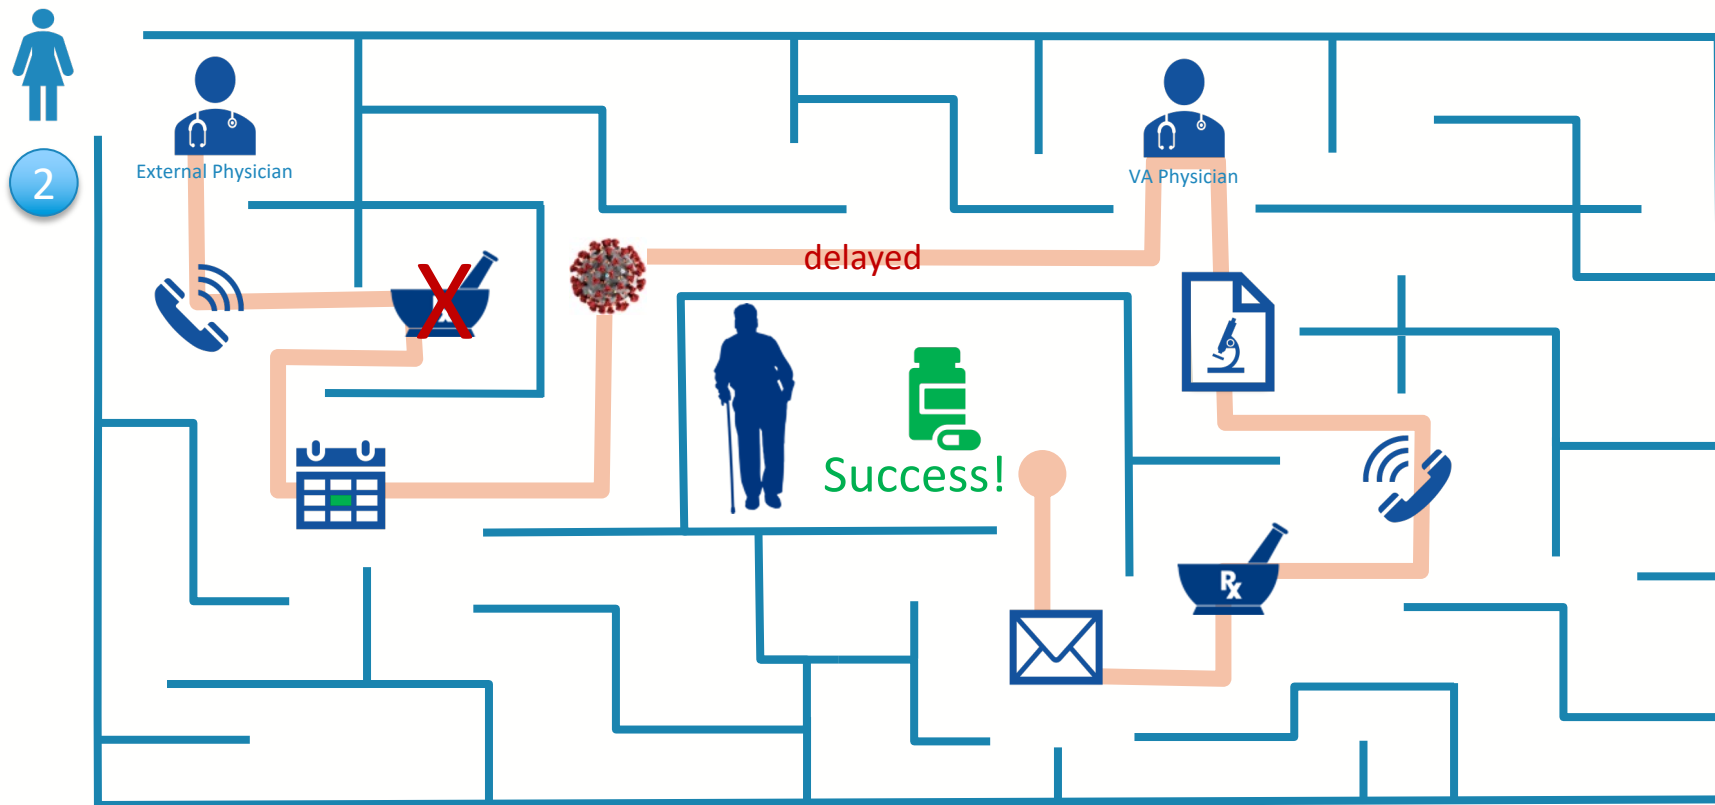 External Physician
VA Physician
2
delayed
X
Success!
Rx